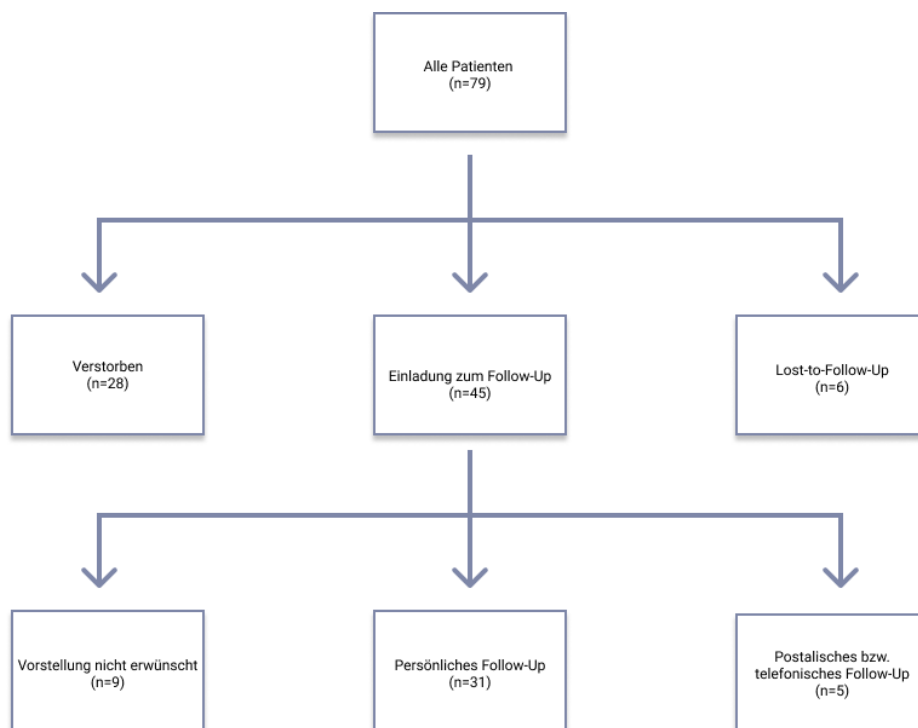 Alle Patienten
(n=79)
Verstorben
(n=28)
Einladung zum Follow-Up
(n=45)
Lost-to-Follow-Up
(n=6)
Vorstellung nicht erwünscht
(n=9)
Persönliches Follow-Up
(n=31)
Postalisches bzw.
telefonisches Follow-Up
(n=5)